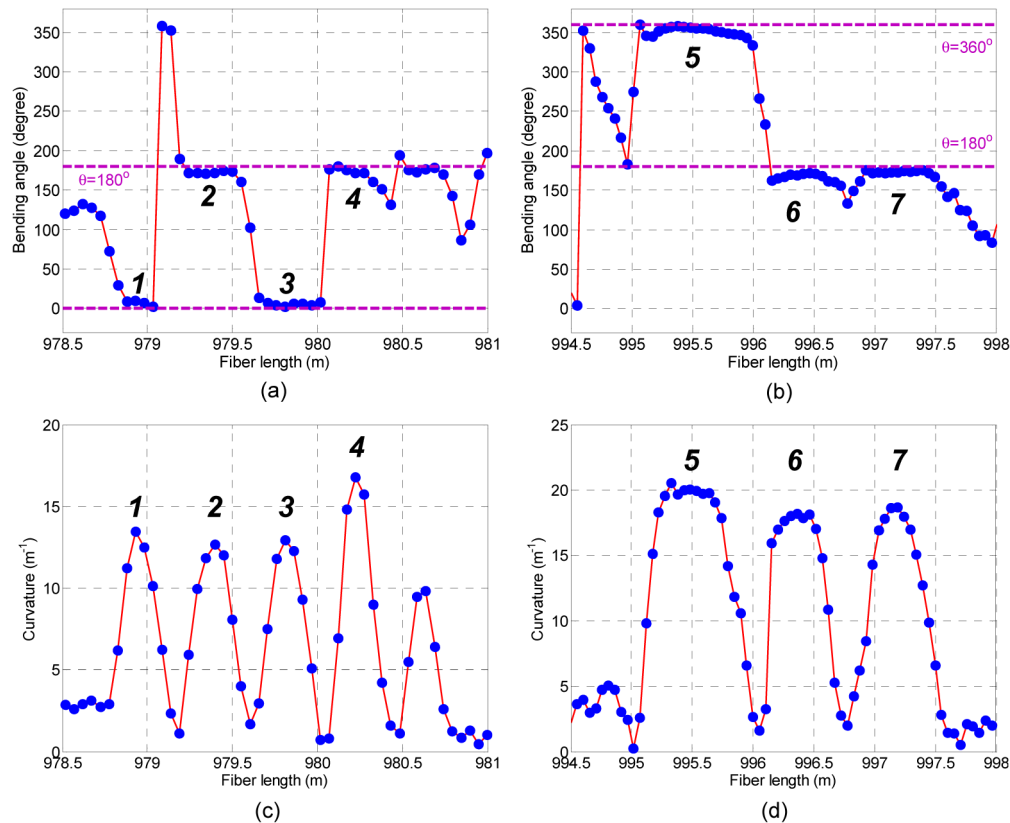 350
300
250
200
150
100
50
0
Bending angle (degree)
θ=180°
1
2
3
4
978.5 979 979.5 980 980.5 981
Fiber length (m)
(a)
350
300
250
200
150
100
50
0
Bending angle (degree)
θ=360°
θ=180°
5
6
7
994.5 995 995.5 996 996.5 997 997.5 998
Fiber length (m)
(b)
20
15
10
5
0
Curvature (m⁻¹)
1
2
3
4
978.5 979 979.5 980 980.5 981
Fiber length (m)
(c)
25
20
15
10
5
0
Curvature (m⁻¹)
5
6
7
994.5 995 995.5 996 996.5 997 997.5 998
Fiber length (m)
(d)